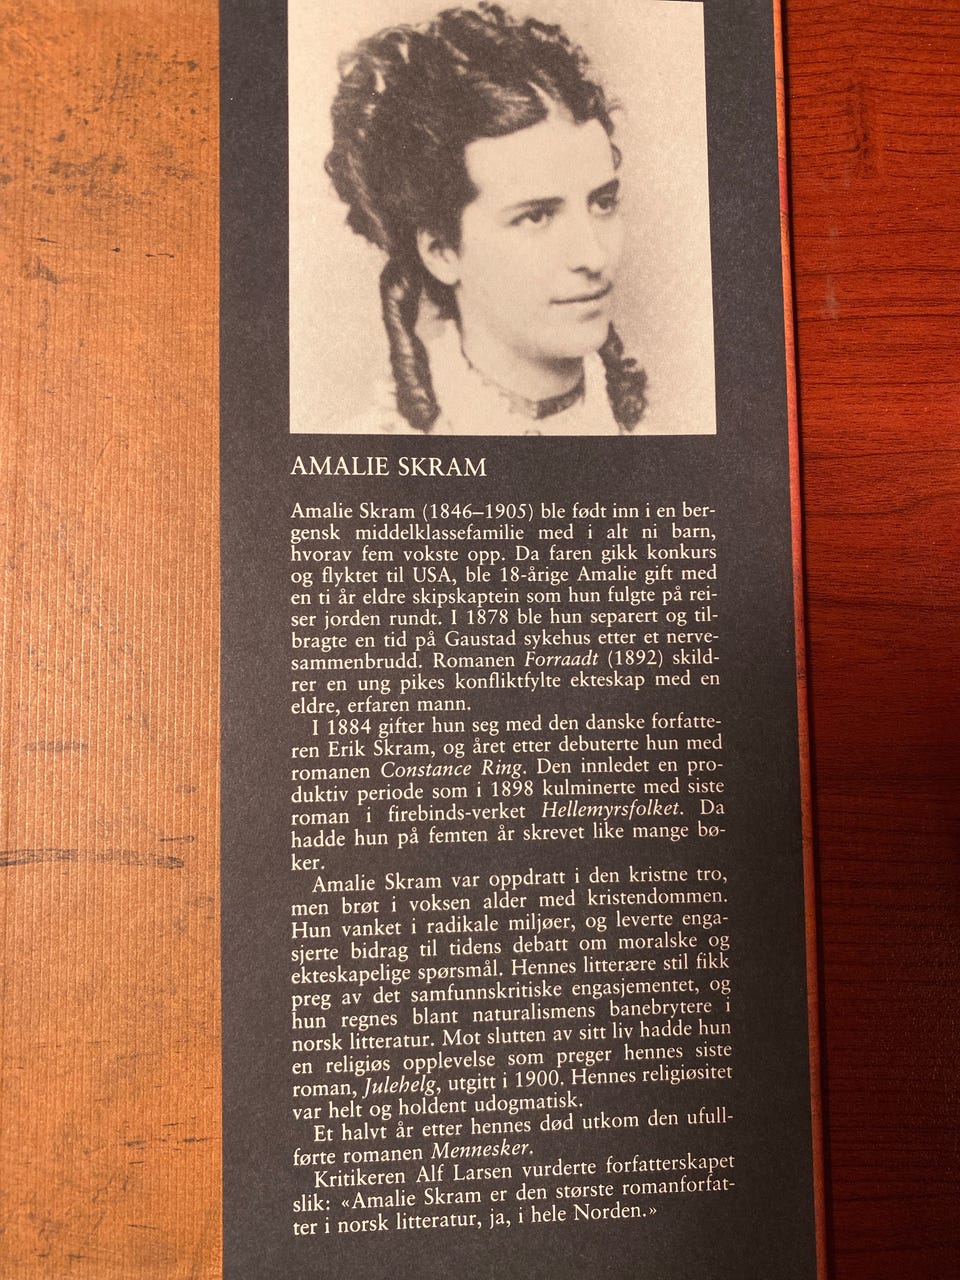 AMALIE SKRAM
Amalie Skram (1846–1905) ble født inn i en ber-
gensk middelklassefamilie med i alt ni barn,
hvorav fem vokste opp. Da faren gikk konkurs
og flyktet til USA, ble 18-årige Amalie gift med
en ti år eldre skipskaptein som hun fulgte på rei-
ser jorden rundt. I 1878 ble hun separert og til-
bragte en tid på Gaustad sykehus etter et nerve-
sammenbrudd. Romanen Forraadt (1892) skild-
rer en ung pikes konfliktfylte ekteskap med en
eldre, erfaren mann.
I 1884 gifter hun seg med den danske forfatte-
ren Erik Skram, og året etter debuterte hun med
romanen Constance Ring. Den innledet en pro-
duktiv periode som i 1898 kulminerte med siste
roman i firebinds-verket Hellemyrsfolket. Da
hadde hun på femten år skrevet like mange bø-
ker.
Amalie Skram var oppdratt i den kristne tro,
men brøt i voksen alder med kristendommen.
Hun vanket i radikale miljøer, og leverte enga-
sjerte bidrag til tidens debatt om moralske og
ekteskapelige spørsmål. Hennes litterære stil fikk
preg av det samfunnskritiske engasjementet, og
hun regnes blant naturalismens banebrytere i
norsk litteratur. Mot slutten av sitt liv hadde hun
en religiøs opplevelse som preger hennes siste
roman, Julehelg, utgitt i 1900. Hennes religiøsitet
var helt og holdent udogmatisk.
Et halvt år etter hennes død utkom den ufull-
førte romanen Mennesker.
Kritikeren Alf Larsen vurderte forfatterskapet
slik: «Amalie Skram er den største romanforfat-
ter i norsk litteratur, ja, i hele Norden.»